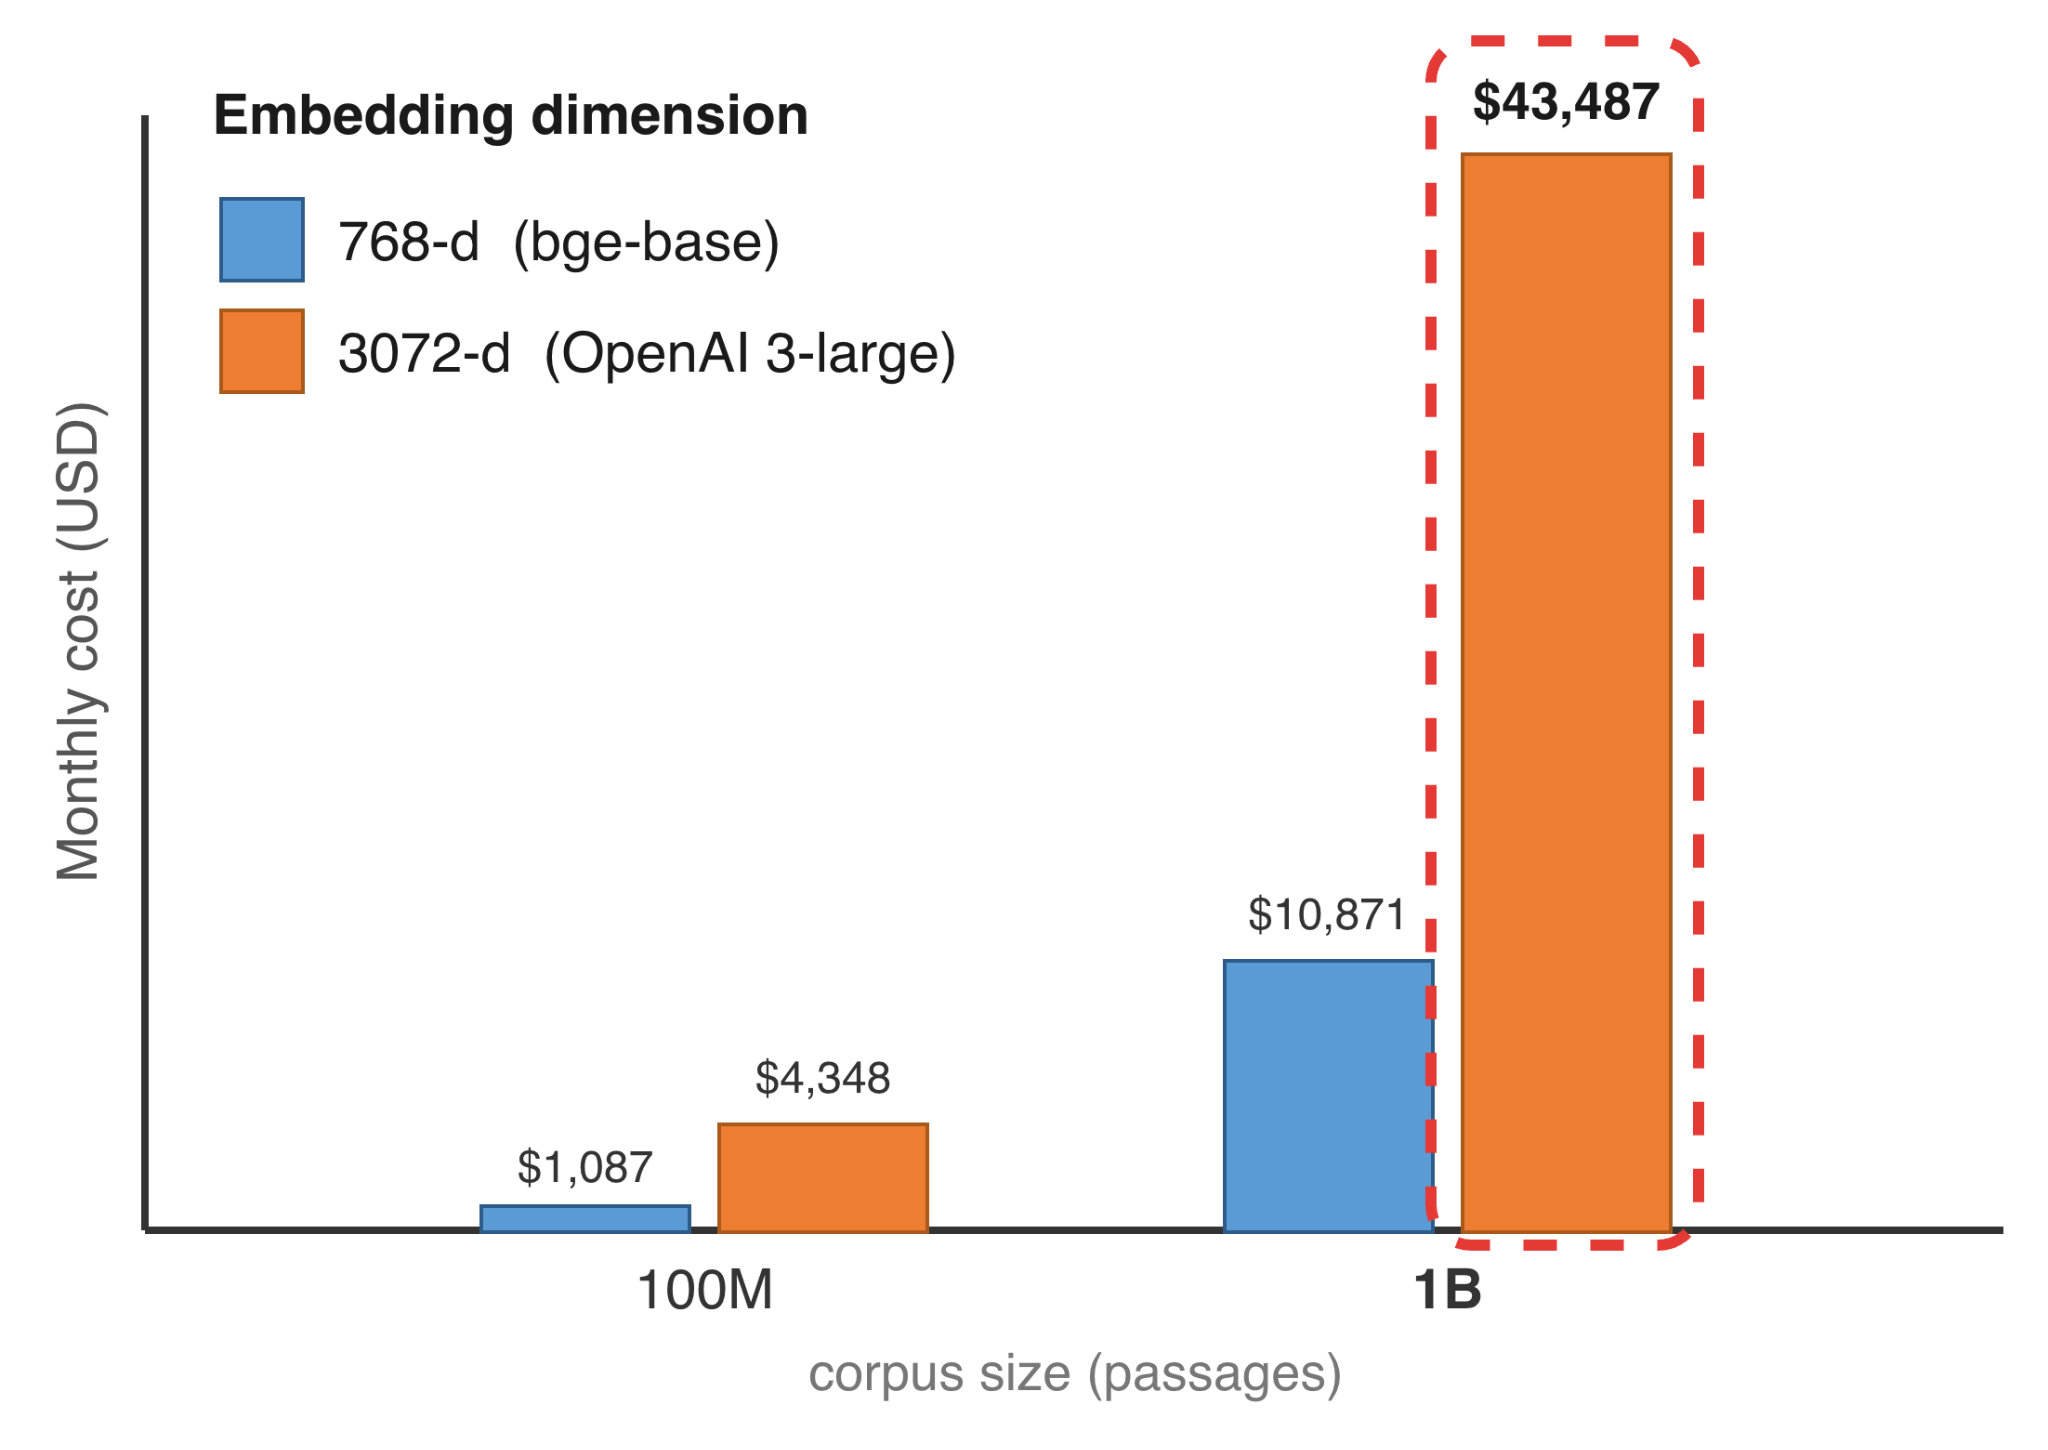 Embedding dimension
768-d (bge-base)
3072-d (OpenAI 3-large)
Monthly cost (USD)
$1,087
$4,348
$10,871
$43,487
100M
1B
corpus size (passages)